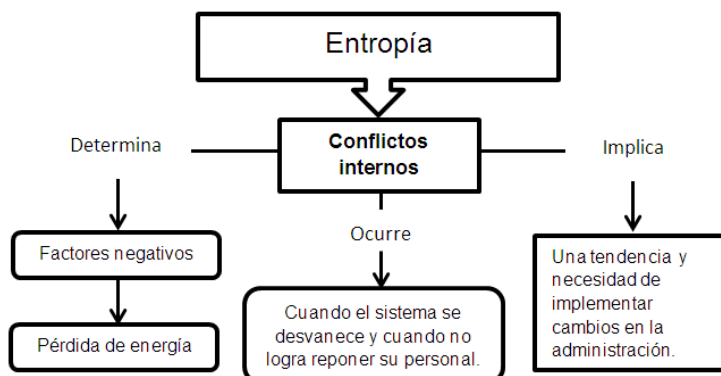 Entropía
Conflictos
internos
Determina
Implica
Ocurre
Factores negativos
Pérdida de energía
Cuando el sistema se
desvanece y cuando no
logra reponer su personal.
Una tendencia y
necesidad de
implementar
cambios en la
administración.